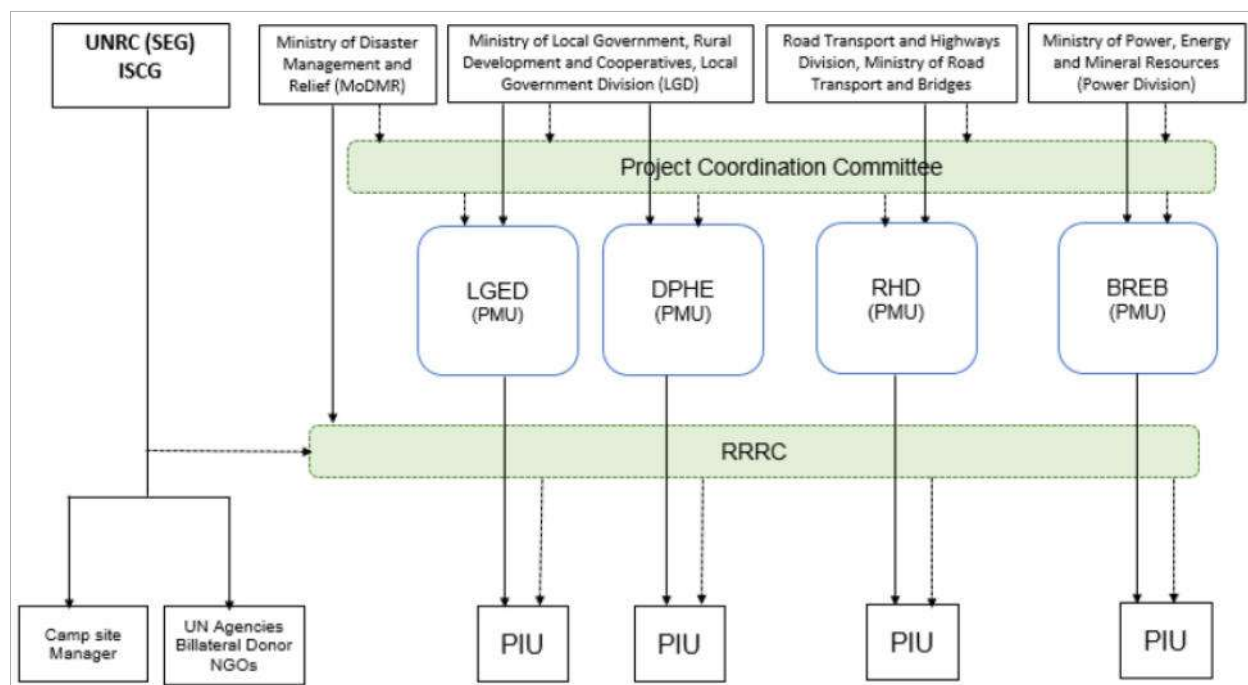 UNRC (SEG)
ISCG
Ministry of Disaster
Management and
Relief (MoDMR)
Ministry of Local Government, Rural
Development and Cooperatives, Local
Government Division (LGD)
Road Transport and Highways
Division, Ministry of Road
Transport and Bridges
Ministry of Power, Energy
and Mineral Resources
(Power Division)
Project Coordination Committee
LGED
(PMU)
DPHE
(PMU)
RHD
(PMU)
BREB
(PMU)
RRRC
Camp site
Manager
UN Agencies
Billateral Donor
NGOs
PIU
PIU
PIU
PIU